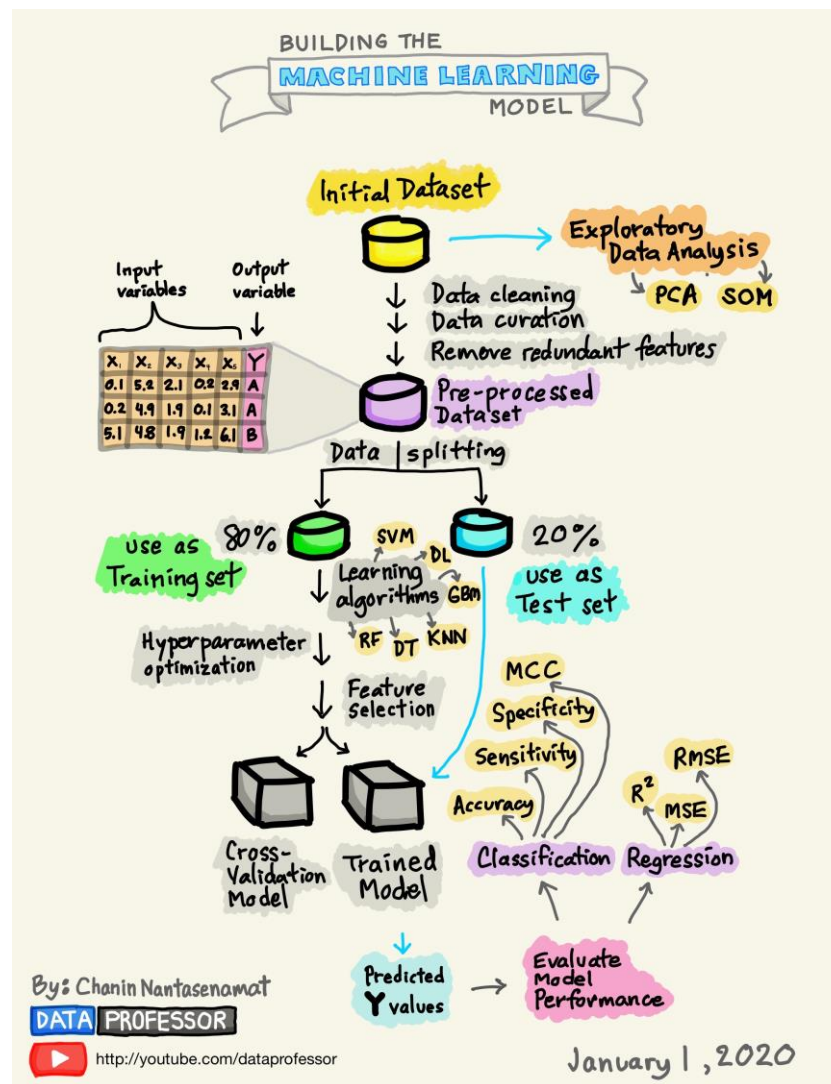 BUILDING THE
MACHINE LEARNING
MODEL
Initial Dataset
Exploratory
Data Analysis
PCA SOM
Input
variables
Output
variable
Data cleaning
Data curation
Remove redundant features
X₁ X₂ X₃ X₄ X₅ Y
0.1 5.2 2.1 0.2 2.9 A
0.2 4.9 1.9 0.1 3.1 A
5.1 4.8 1.9 1.2 6.1 B
Pre-processed
Dataset
Data splitting
80%
use as
Training set
20%
use as
Test set
Learning
algorithms
SVM
DL
GBM
KNN
DT
RF
Hyperparameter
optimization
Feature
selection
Cross-
Validation
Model
Trained
Model
MCC
Specificity
Sensitivity
Accuracy
Classification
R²
MSE
RMSE
Regression
Predicted
Y values
Evaluate
Model
Performance
By: Chanin Nantasenamat
DATA PROFESSOR
http://youtube.com/dataprofessor
January 1, 2020